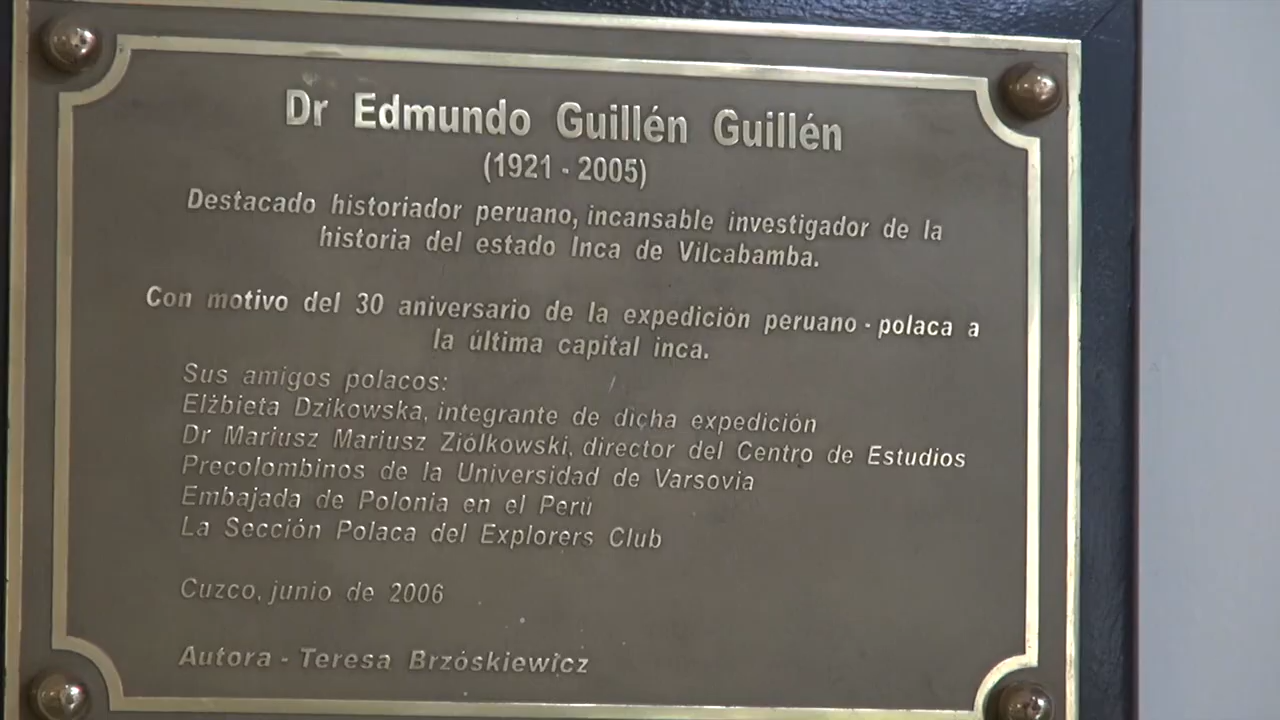 Dr Edmundo Guillén Guillén
(1921 - 2005)
Destacado historiador peruano, incansable investigador de la
historia del estado Inca de Vilcabamba.
Con motivo del 30 aniversario de la expedición peruano - polaca a
la última capital inca.
Sus amigos polacos:
Elżbieta Dzikowska, integrante de dicha expedición
Dr Mariusz Mariusz Ziólkowski, director del Centro de Estudios
Precolombinos de la Universidad de Varsovia
Embajada de Polonia en el Perú
La Sección Polaca del Explorers Club
Cuzco, junio de 2006
Autora - Teresa Brzóskiewicz